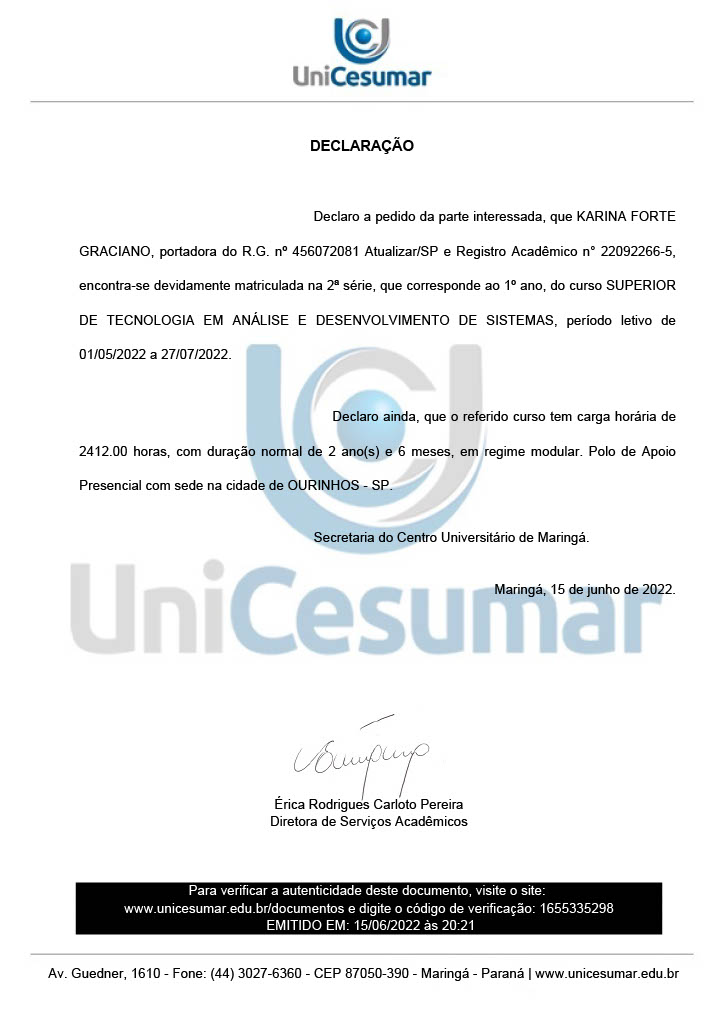 UniCesumar
DECLARAÇÃO
Declaro a pedido da parte interessada, que KARINA FORTE
GRACIANO, portadora do R.G. nº 456072081 Atualizar/SP e Registro Acadêmico n° 22092266-5,
encontra-se devidamente matriculada na 2ª série, que corresponde ao 1º ano, do curso SUPERIOR
DE TECNOLOGIA EM ANÁLISE E DESENVOLVIMENTO DE SISTEMAS, período letivo de
01/05/2022 a 27/07/2022.
Declaro ainda, que o referido curso tem carga horária de
2412.00 horas, com duração normal de 2 ano(s) e 6 meses, em regime modular. Polo de Apoio
Presencial com sede na cidade de OURINHOS - SP.
Secretaria do Centro Universitário de Maringá.
Maringá, 15 de junho de 2022.
UniCesumar
Érica Rodrigues Carloto Pereira
Diretora de Serviços Acadêmicos
Para verificar a autenticidade deste documento, visite o site:
www.unicesumar.edu.br/documentos e digite o código de verificação: 1655335298
EMITIDO EM: 15/06/2022 às 20:21
Av. Guedner, 1610 - Fone: (44) 3027-6360 - CEP 87050-390 - Maringá - Paraná | www.unicesumar.edu.br